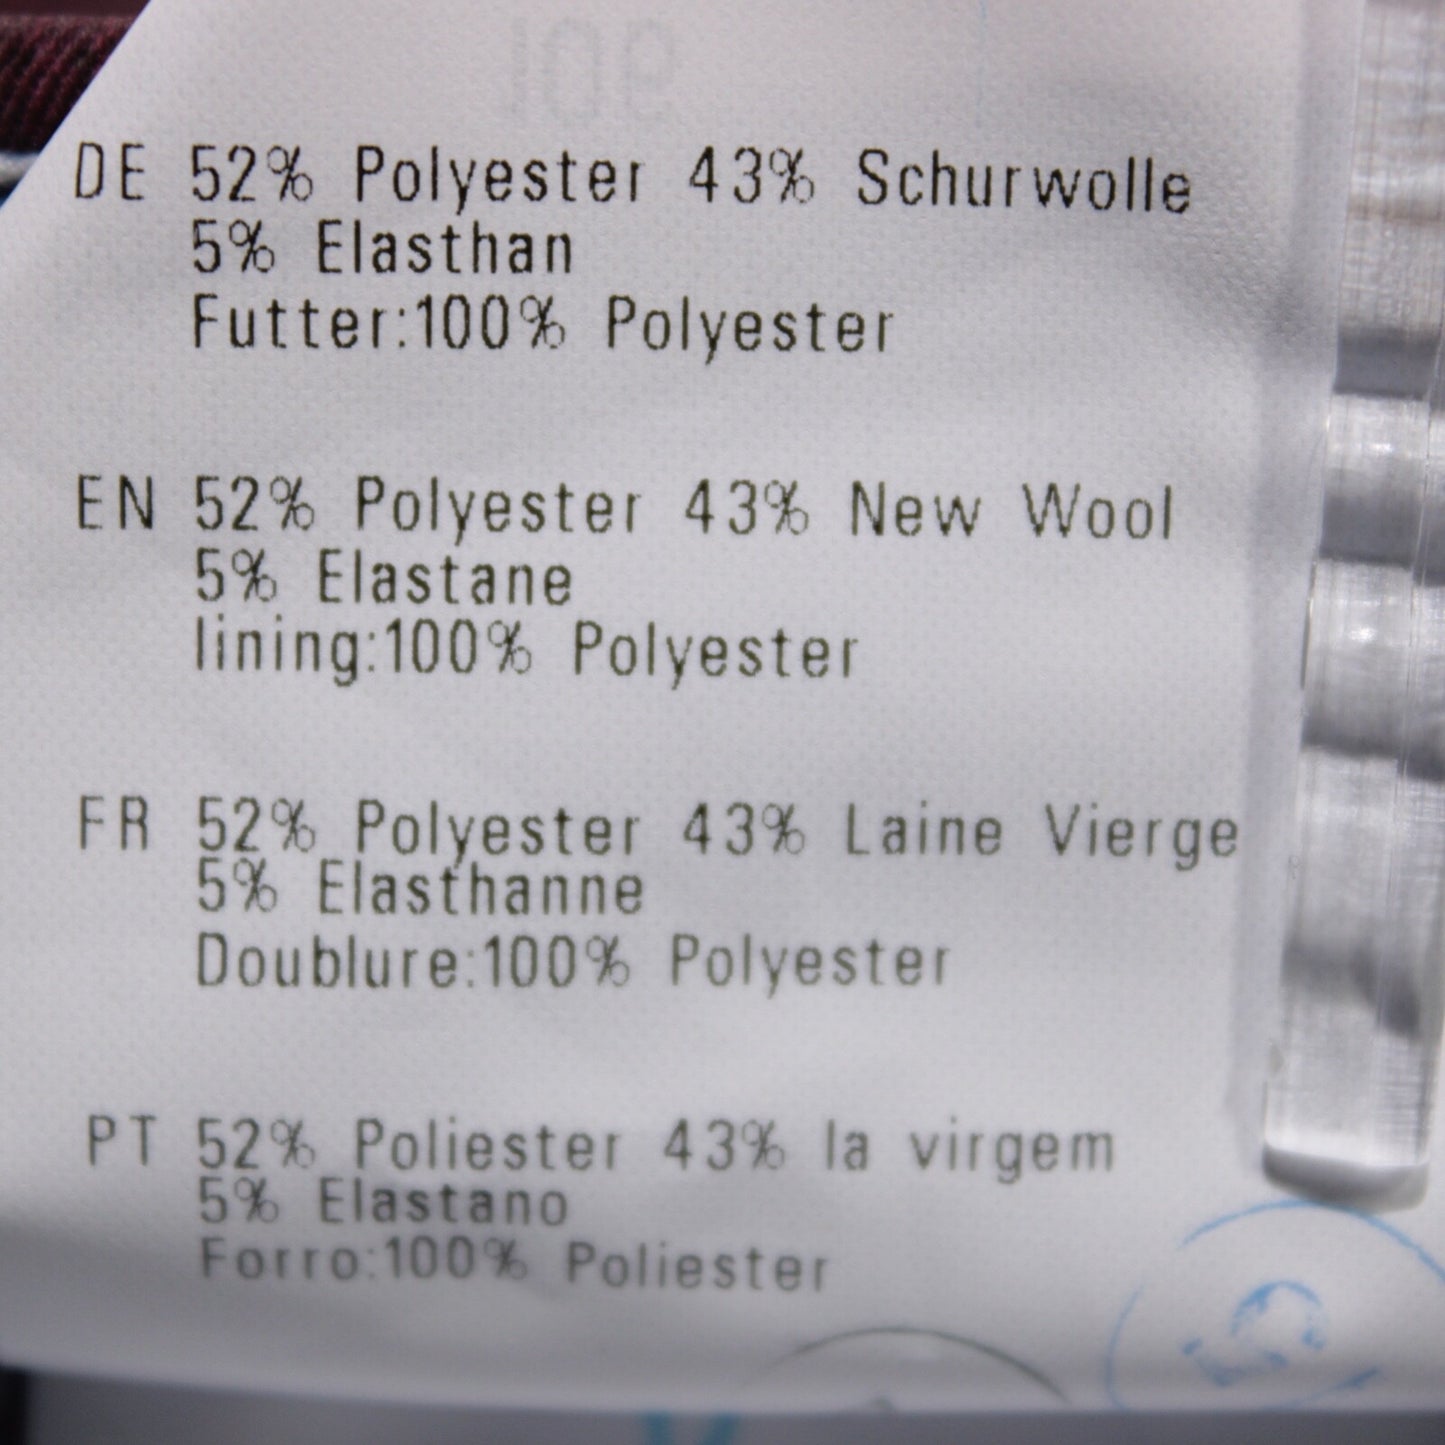 DE 52% Polyester 43% Schurwolle
5% Elasthan
Futter:100% Polyester
EN 52% Polyester 43% New Wool
5% Elastane
lining:100% Polyester
FR 52% Polyester 43% Laine Vierge
5% Elasthanne
Doublure:100% Polyester
PT 52% Poliester 43% la virgem
5% Elastano
Forro:100% Poliester